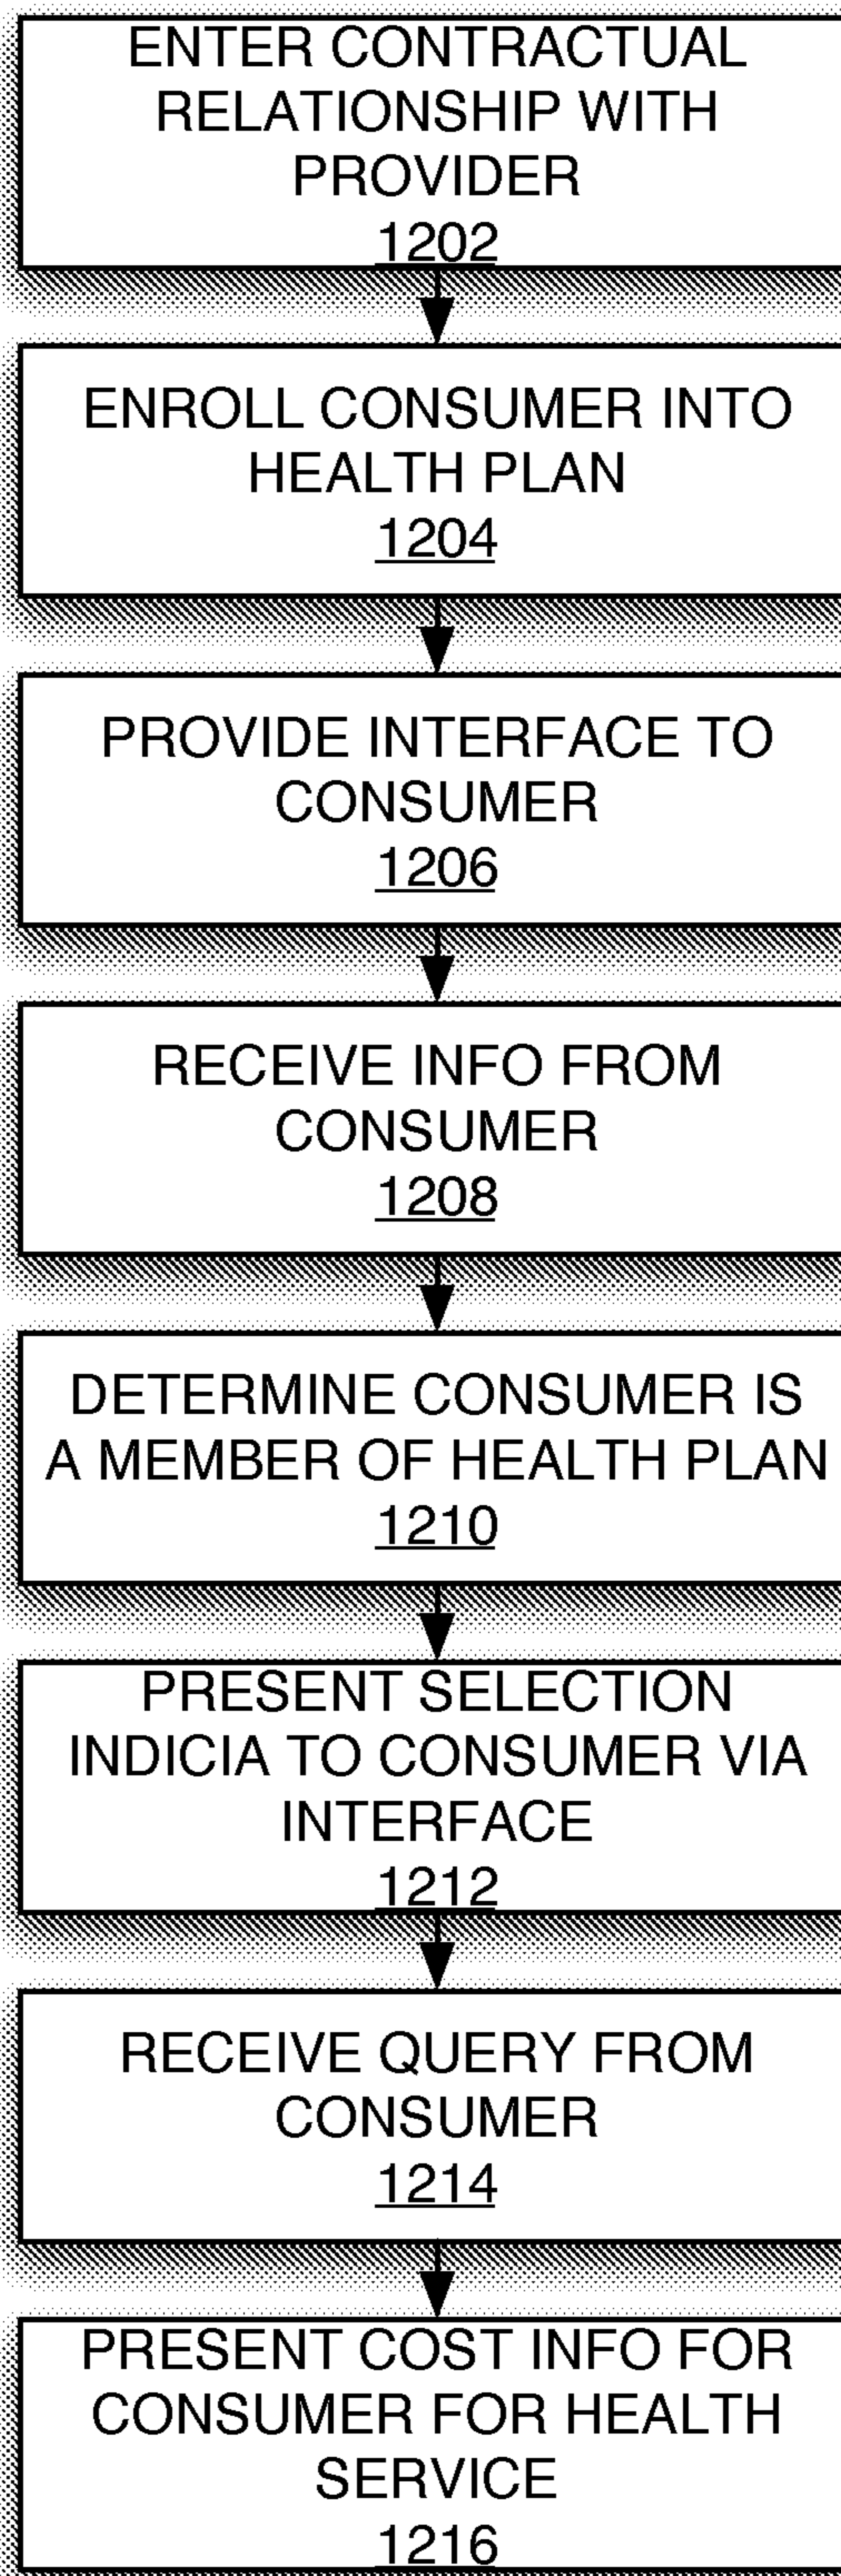 ENTER CONTRACTUAL
RELATIONSHIP WITH
PROVIDER
1202
ENROLL CONSUMER INTO
HEALTH PLAN
1204
PROVIDE INTERFACE TO
CONSUMER
1206
RECEIVE INFO FROM
CONSUMER
1208
DETERMINE CONSUMER IS
A MEMBER OF HEALTH PLAN
1210
PRESENT SELECTION
INDICIA TO CONSUMER VIA
INTERFACE
1212
RECEIVE QUERY FROM
CONSUMER
1214
PRESENT COST INFO FOR
CONSUMER FOR HEALTH
SERVICE
1216